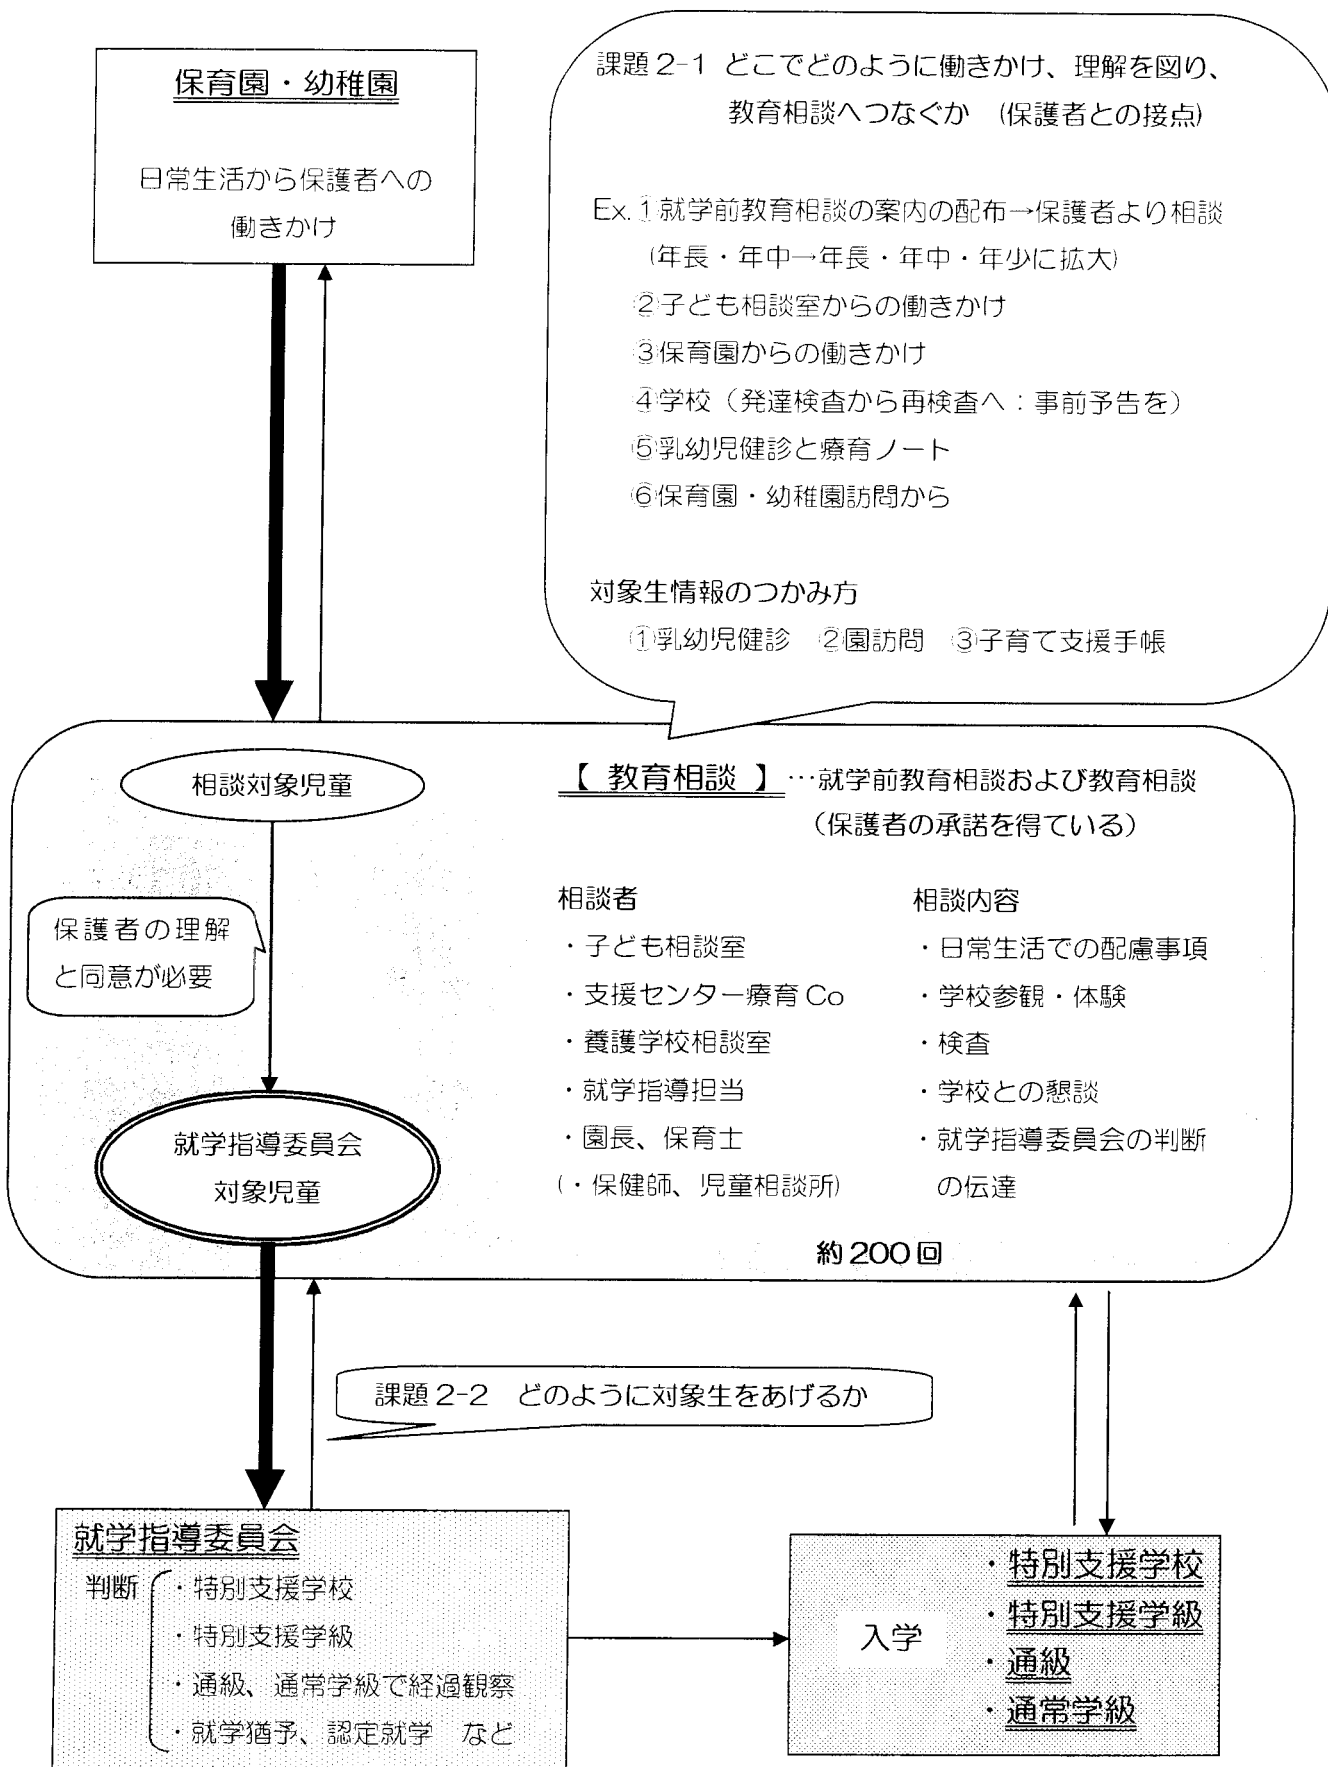 保育園・幼稚園
日常生活から保護者への
働きかけ
課題2-1 どこでどのように働きかけ、理解を図り、
教育相談へつなぐか (保護者との接点)
Ex.①就学前教育相談の案内の配布→保護者より相談
(年長・年中→年長・年中・年少に拡大)
②子ども相談室からの働きかけ
③保育園からの働きかけ
④学校(発達検査から再検査へ:事前予告を)
⑤乳幼児健診と療育ノート
⑥保育園・幼稚園訪問から
対象生情報のつかみ方
①乳幼児健診 ②園訪問 ③子育て支援手帳
相談対象児童
保護者の理解
と同意が必要
就学指導委員会
対象児童
【 教育相談 】…就学前教育相談および教育相談
(保護者の承諾を得ている)
相談者
・子ども相談室
・支援センター療育Co
・養護学校相談室
・就学指導担当
・園長、保育士
(・保健師、児童相談所)
相談内容
・日常生活での配慮事項
・学校参観・体験
・検査
・学校との懇談
・就学指導委員会の判断
の伝達
約200回
課題2-2 どのように対象生をあげるか
就学指導委員会
判断 ・特別支援学校
・特別支援学級
・通級、通常学級で経過観察
・就学猶予、認定就学 など
入学
・特別支援学校
・特別支援学級
・通級
・通常学級